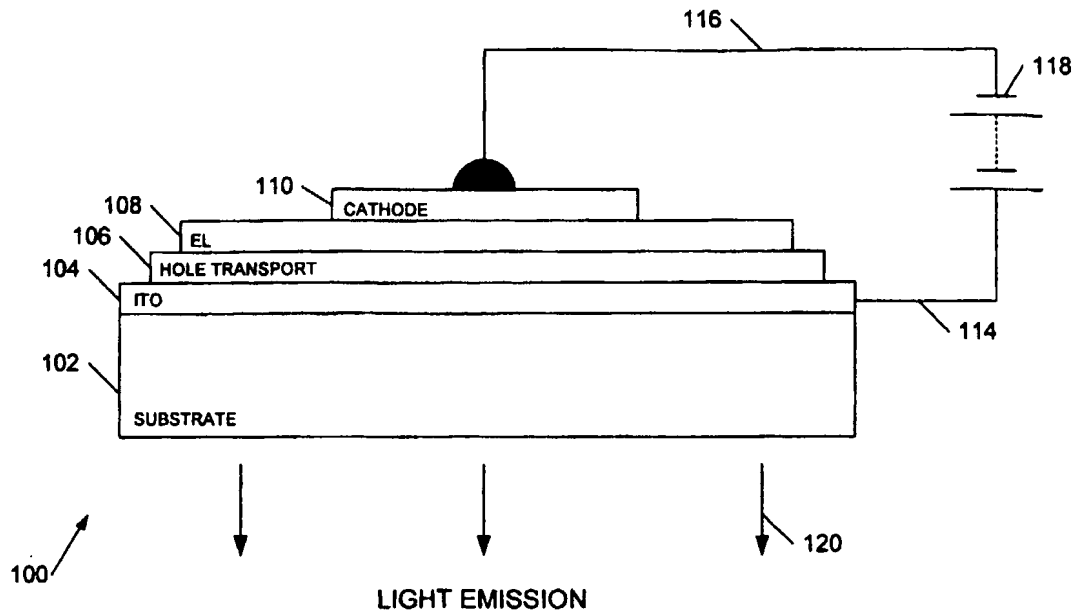 116
118
110
CATHODE
108
EL
106
HOLE TRANSPORT
104
ITO
114
102
SUBSTRATE
120
100
LIGHT EMISSION